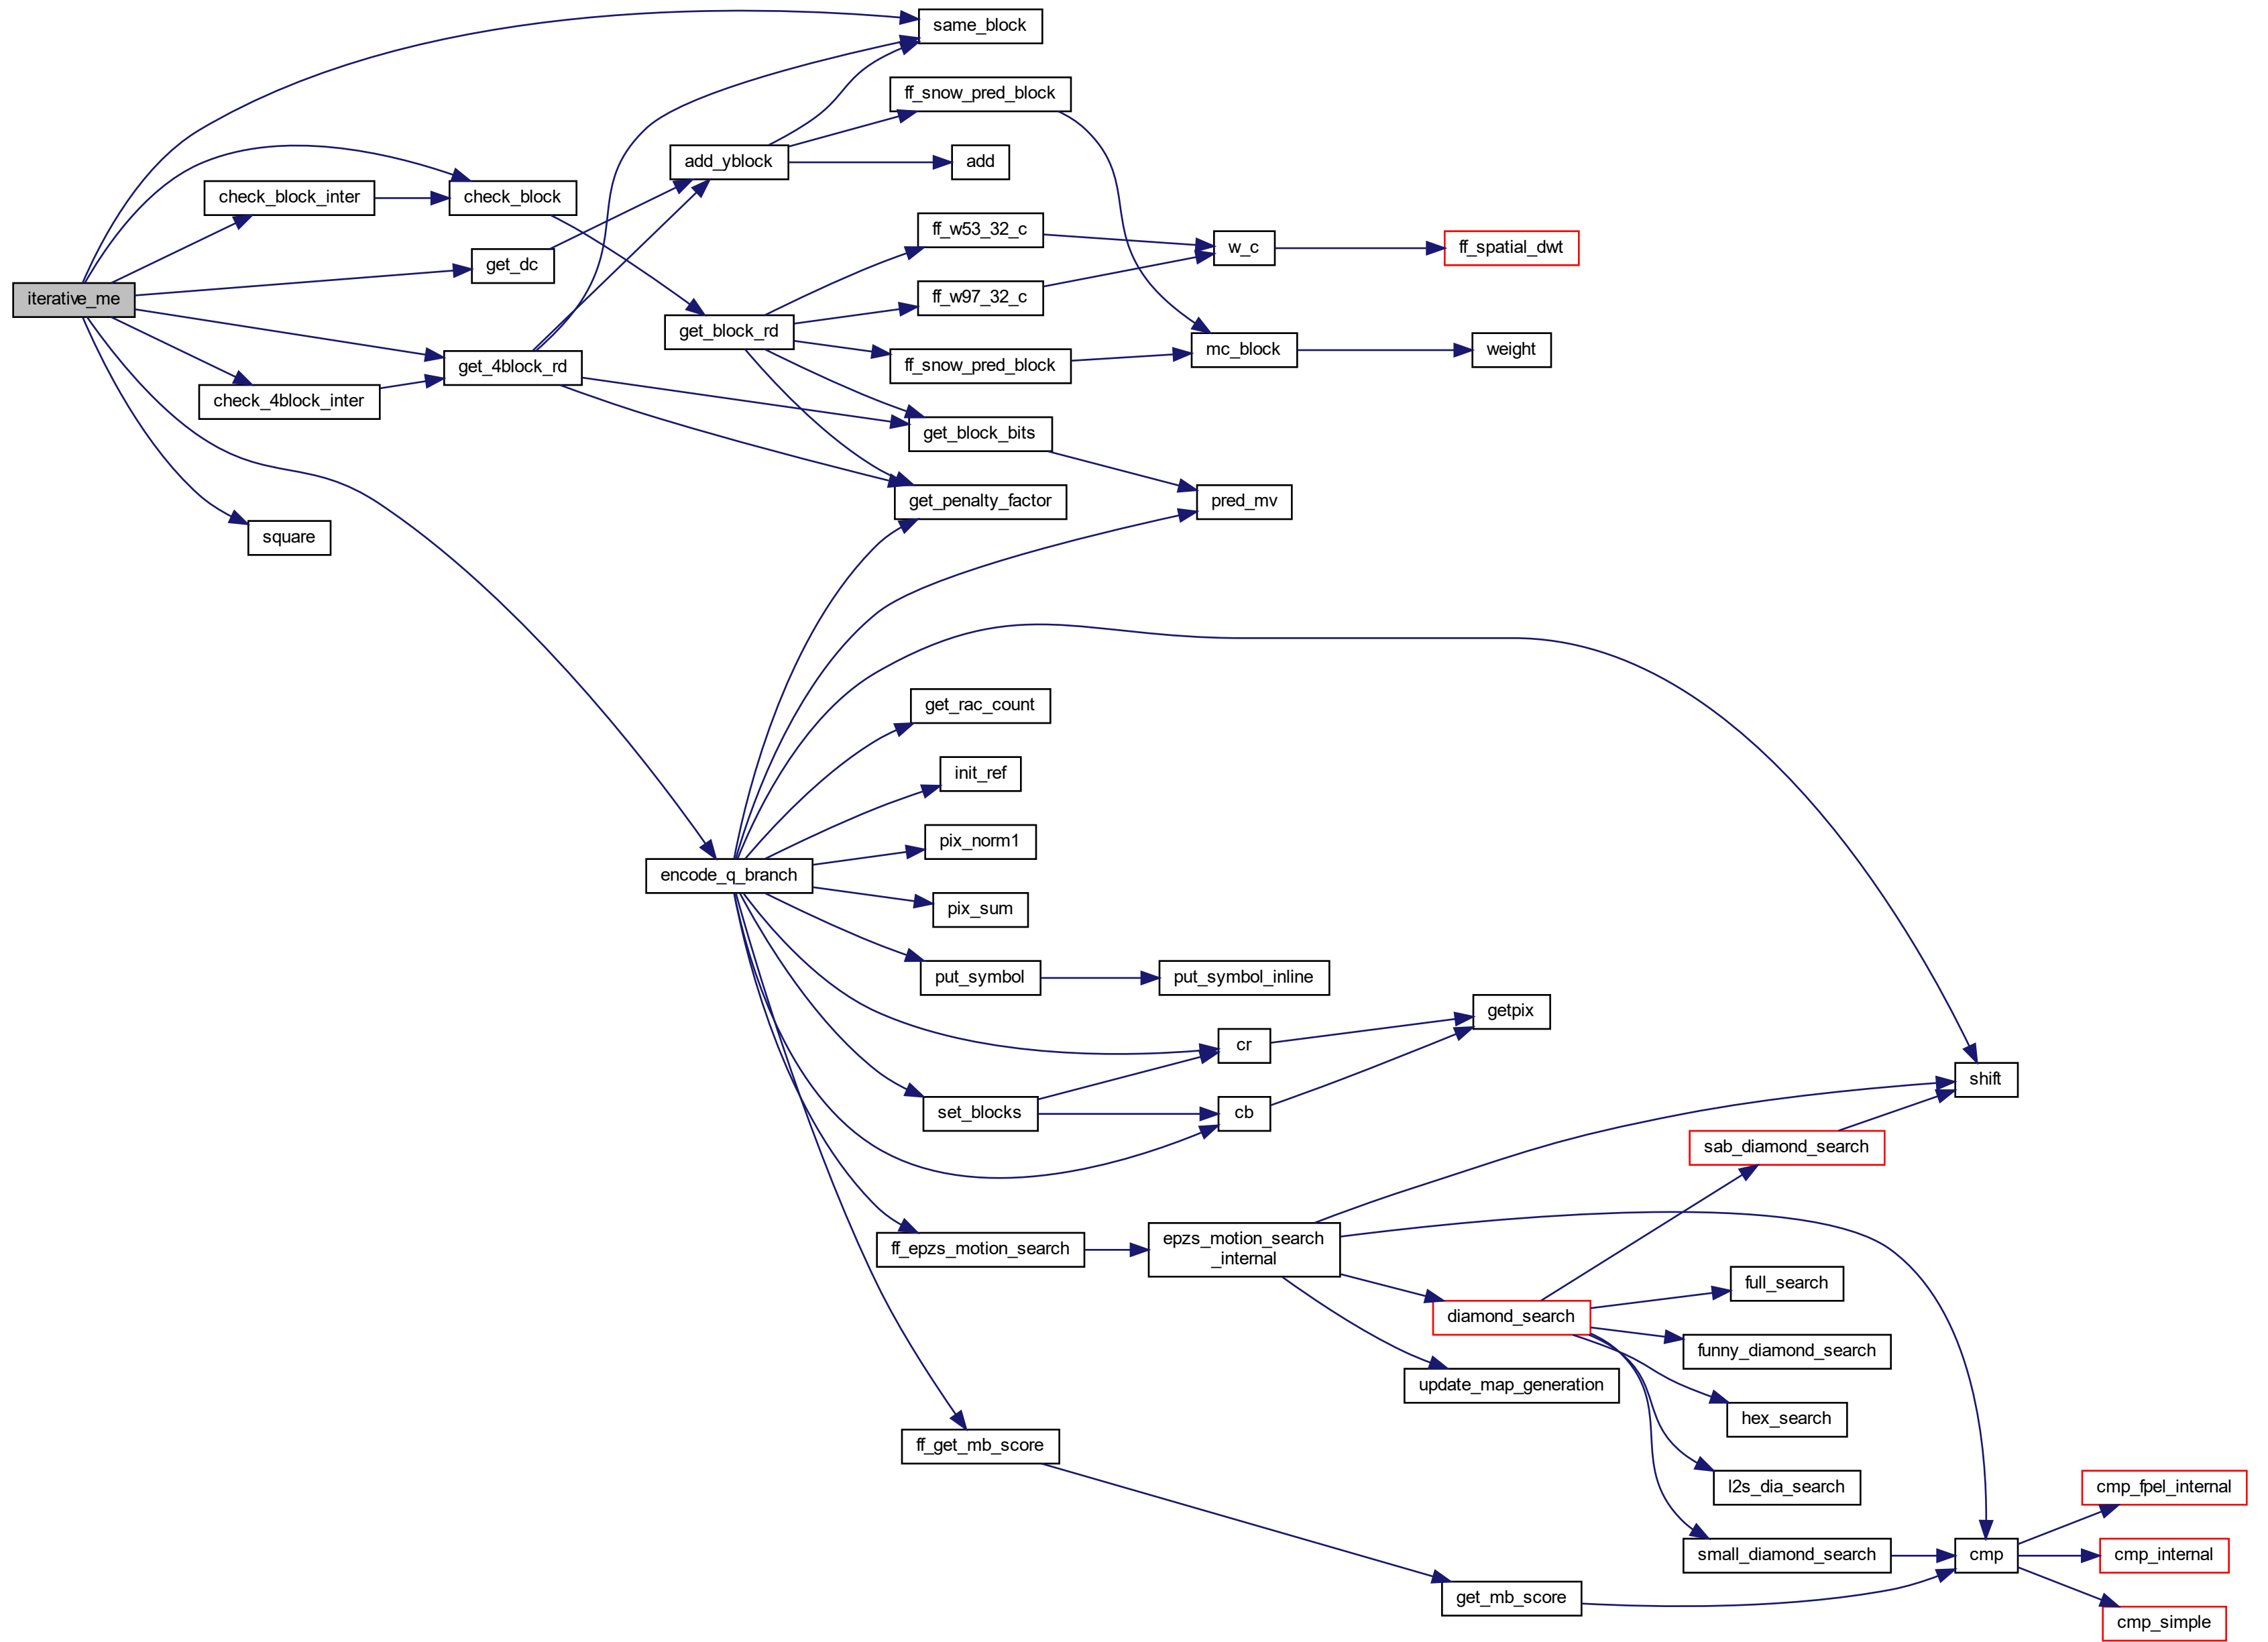 same_block
ff_snow_pred_block
add_yblock
add
check_block_inter
check_block
ff_w53_32_c
w_c
ff_spatial_dwt
get_dc
iterative_me
ff_w97_32_c
get_block_rd
mc_block
weight
get_4block_rd
ff_snow_pred_block
check_4block_inter
get_block_bits
get_penalty_factor
pred_mv
square
get_rac_count
init_ref
pix_norm1
encode_q_branch
pix_sum
put_symbol
put_symbol_inline
getpix
cr
shift
set_blocks
cb
sab_diamond_search
ff_epzs_motion_search
epzs_motion_search
_internal
full_search
diamond_search
funny_diamond_search
update_map_generation
hex_search
ff_get_mb_score
l2s_dia_search
cmp_fpel_internal
small_diamond_search
cmp
cmp_internal
get_mb_score
cmp_simple